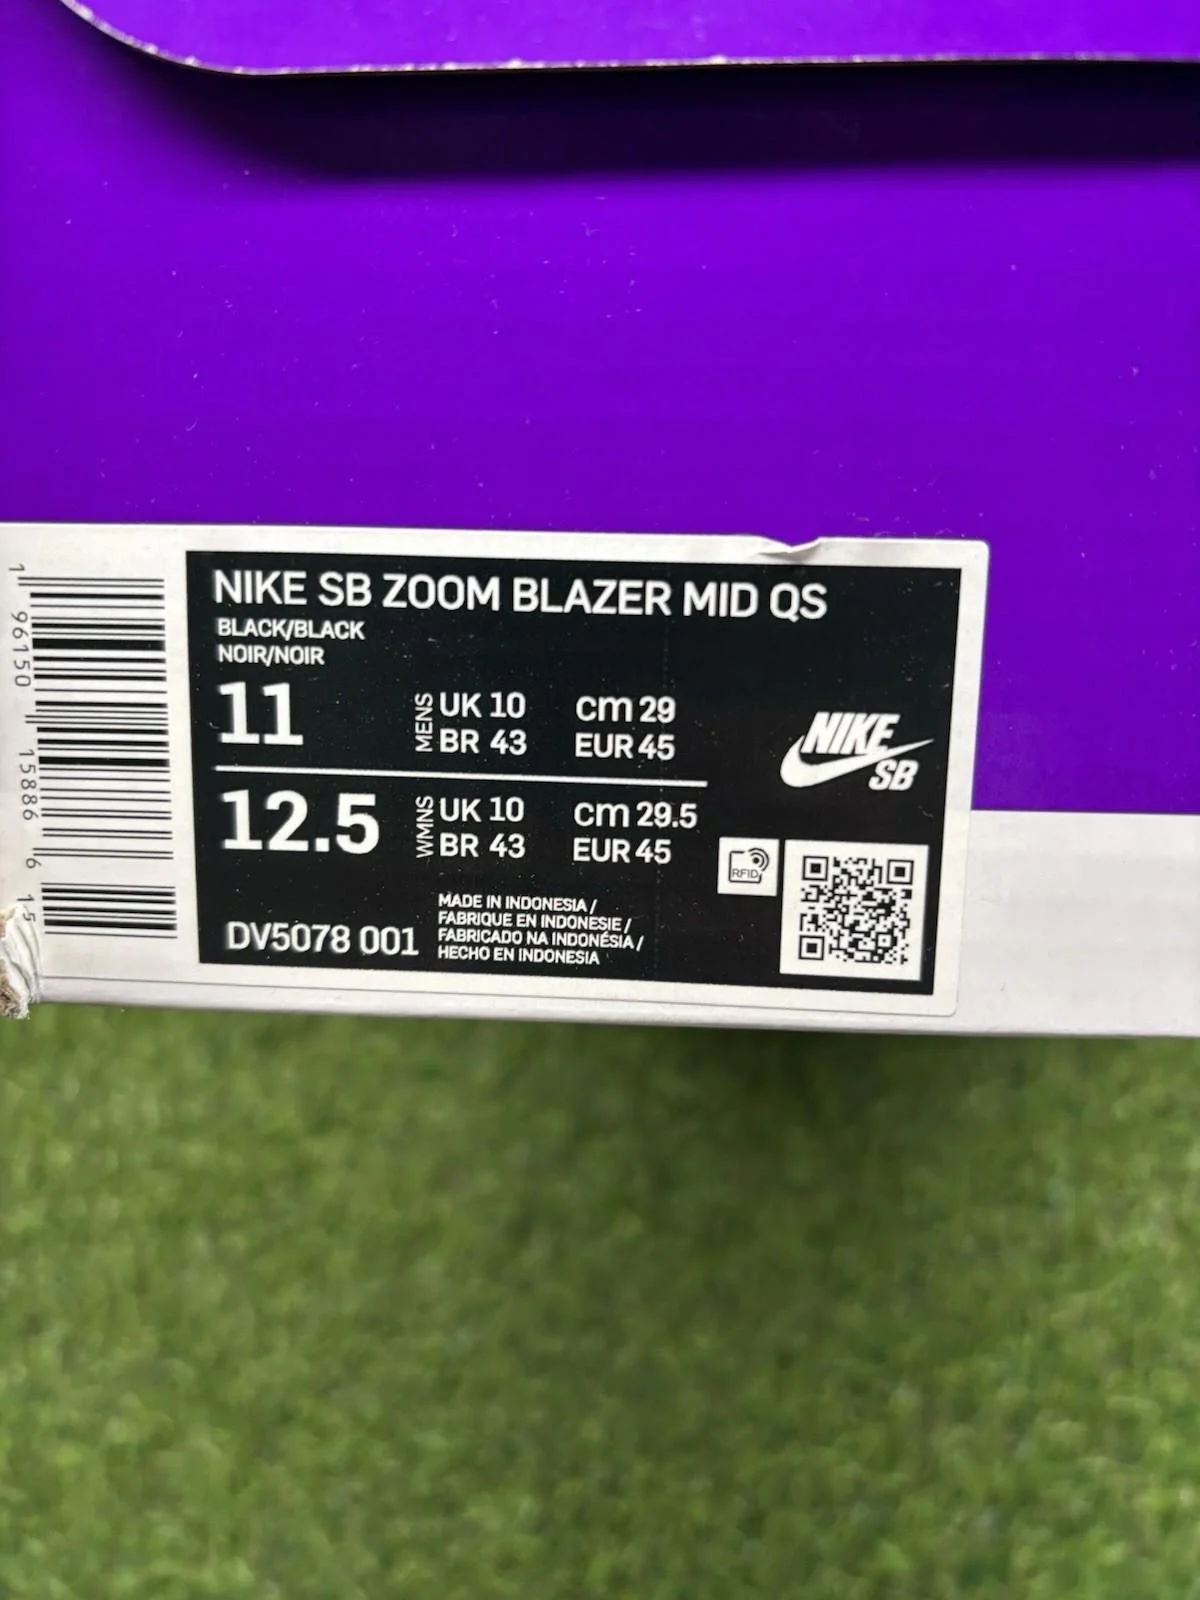 NIKE SB ZOOM BLAZER MID QS
BLACK/BLACK
NOIR/NOIR
11
MENS
UK 10 cm 29
BR 43 EUR 45
12.5
WMNS
UK 10 cm 29.5
BR 43 EUR 45
DV5078 001
MADE IN INDONESIA /
FABRIQUE EN INDONESIE /
FABRICADO NA INDONÉSIA /
HECHO EN INDONESIA
NIKE
SB
RFID
1 96150 15886 6 15